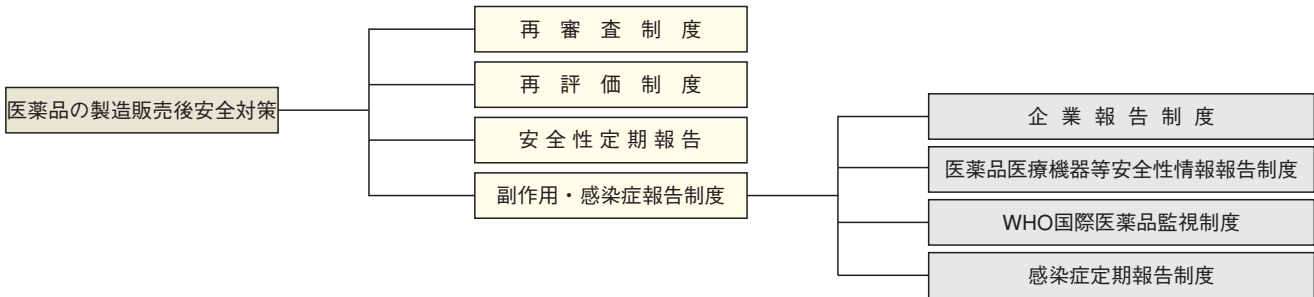 医薬品の製造販売後安全対策
再審査制度
再評価制度
安全性定期報告
副作用・感染症報告制度
企業報告制度
医薬品医療機器等安全性情報報告制度
WHO国際医薬品監視制度
感染症定期報告制度